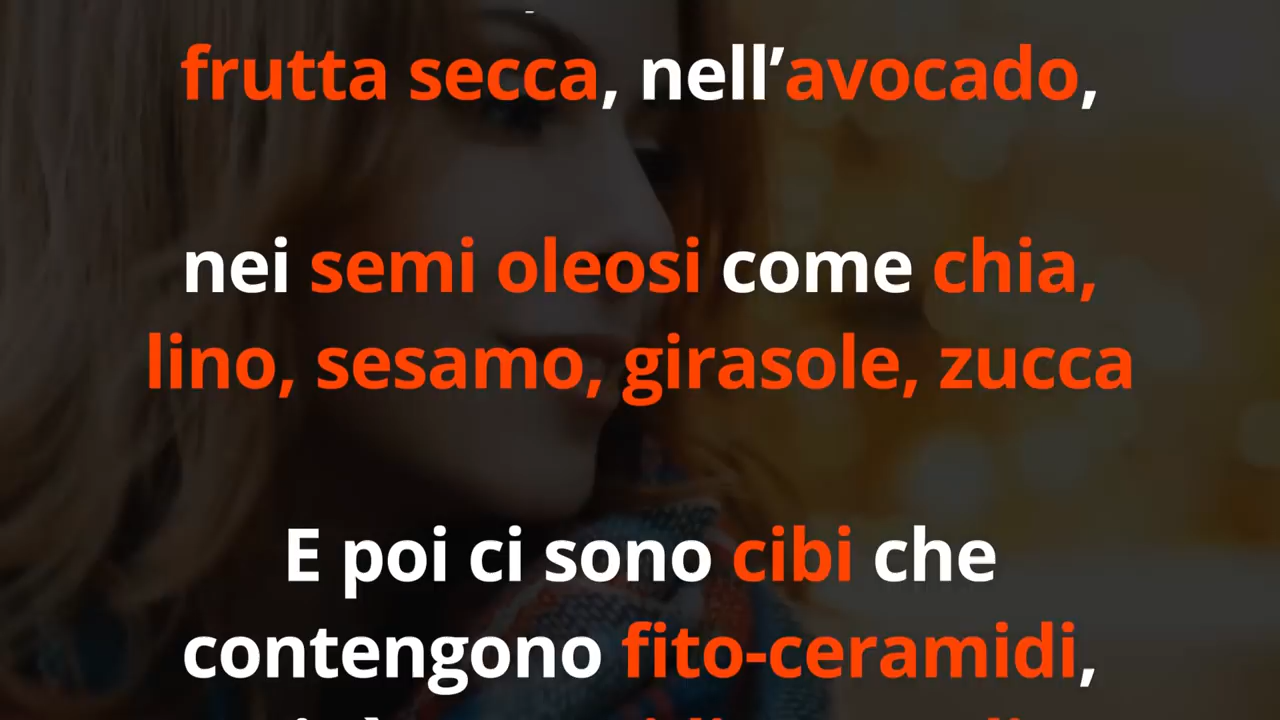 frutta secca, nell’avocado,
nei semi oleosi come chia,
lino, sesamo, girasole, zucca
E poi ci sono cibi che
contengono fito-ceramidi,